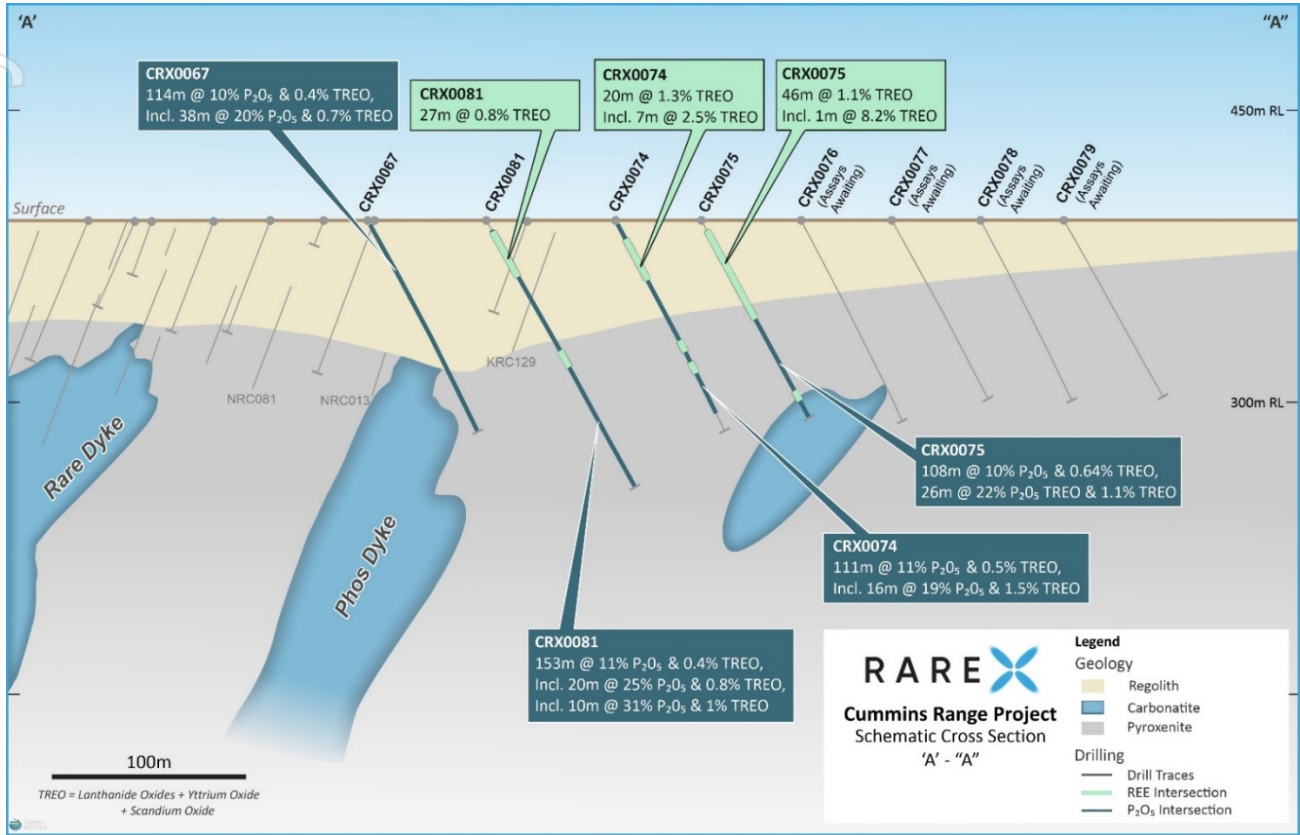 'A'
"A"
CRX0067
114m @ 10% P₂O₅ & 0.4% TREO,
Incl. 38m @ 20% P₂O₅ & 0.7% TREO
CRX0081
27m @ 0.8% TREO
CRX0074
20m @ 1.3% TREO
Incl. 7m @ 2.5% TREO
CRX0075
46m @ 1.1% TREO
Incl. 1m @ 8.2% TREO
450m RL
Surface
CRX0067
CRX0081
CRX0074
CRX0075
CRX0076
(Assays
Awaiting)
CRX0077
(Assays
Awaiting)
CRX0078
(Assays
Awaiting)
CRX0079
(Assays
Awaiting)
KRC129
NRC081
NRC013
300m RL
Rare Dyke
Phos Dyke
CRX0075
108m @ 10% P₂O₅ & 0.64% TREO,
26m @ 22% P₂O₅ TREO & 1.1% TREO
CRX0074
111m @ 11% P₂O₅ & 0.5% TREO,
Incl. 16m @ 19% P₂O₅ & 1.5% TREO
CRX0081
153m @ 11% P₂O₅ & 0.4% TREO,
Incl. 20m @ 25% P₂O₅ & 0.8% TREO,
Incl. 10m @ 31% P₂O₅ & 1% TREO
100m
TREO = Lanthanide Oxides + Yttrium Oxide
+ Scandium Oxide
RAREX
Cummins Range Project
Schematic Cross Section
'A' - "A"
Legend
Geology
Regolith
Carbonatite
Pyroxenite
Drilling
Drill Traces
REE Intersection
P₂O₅ Intersection